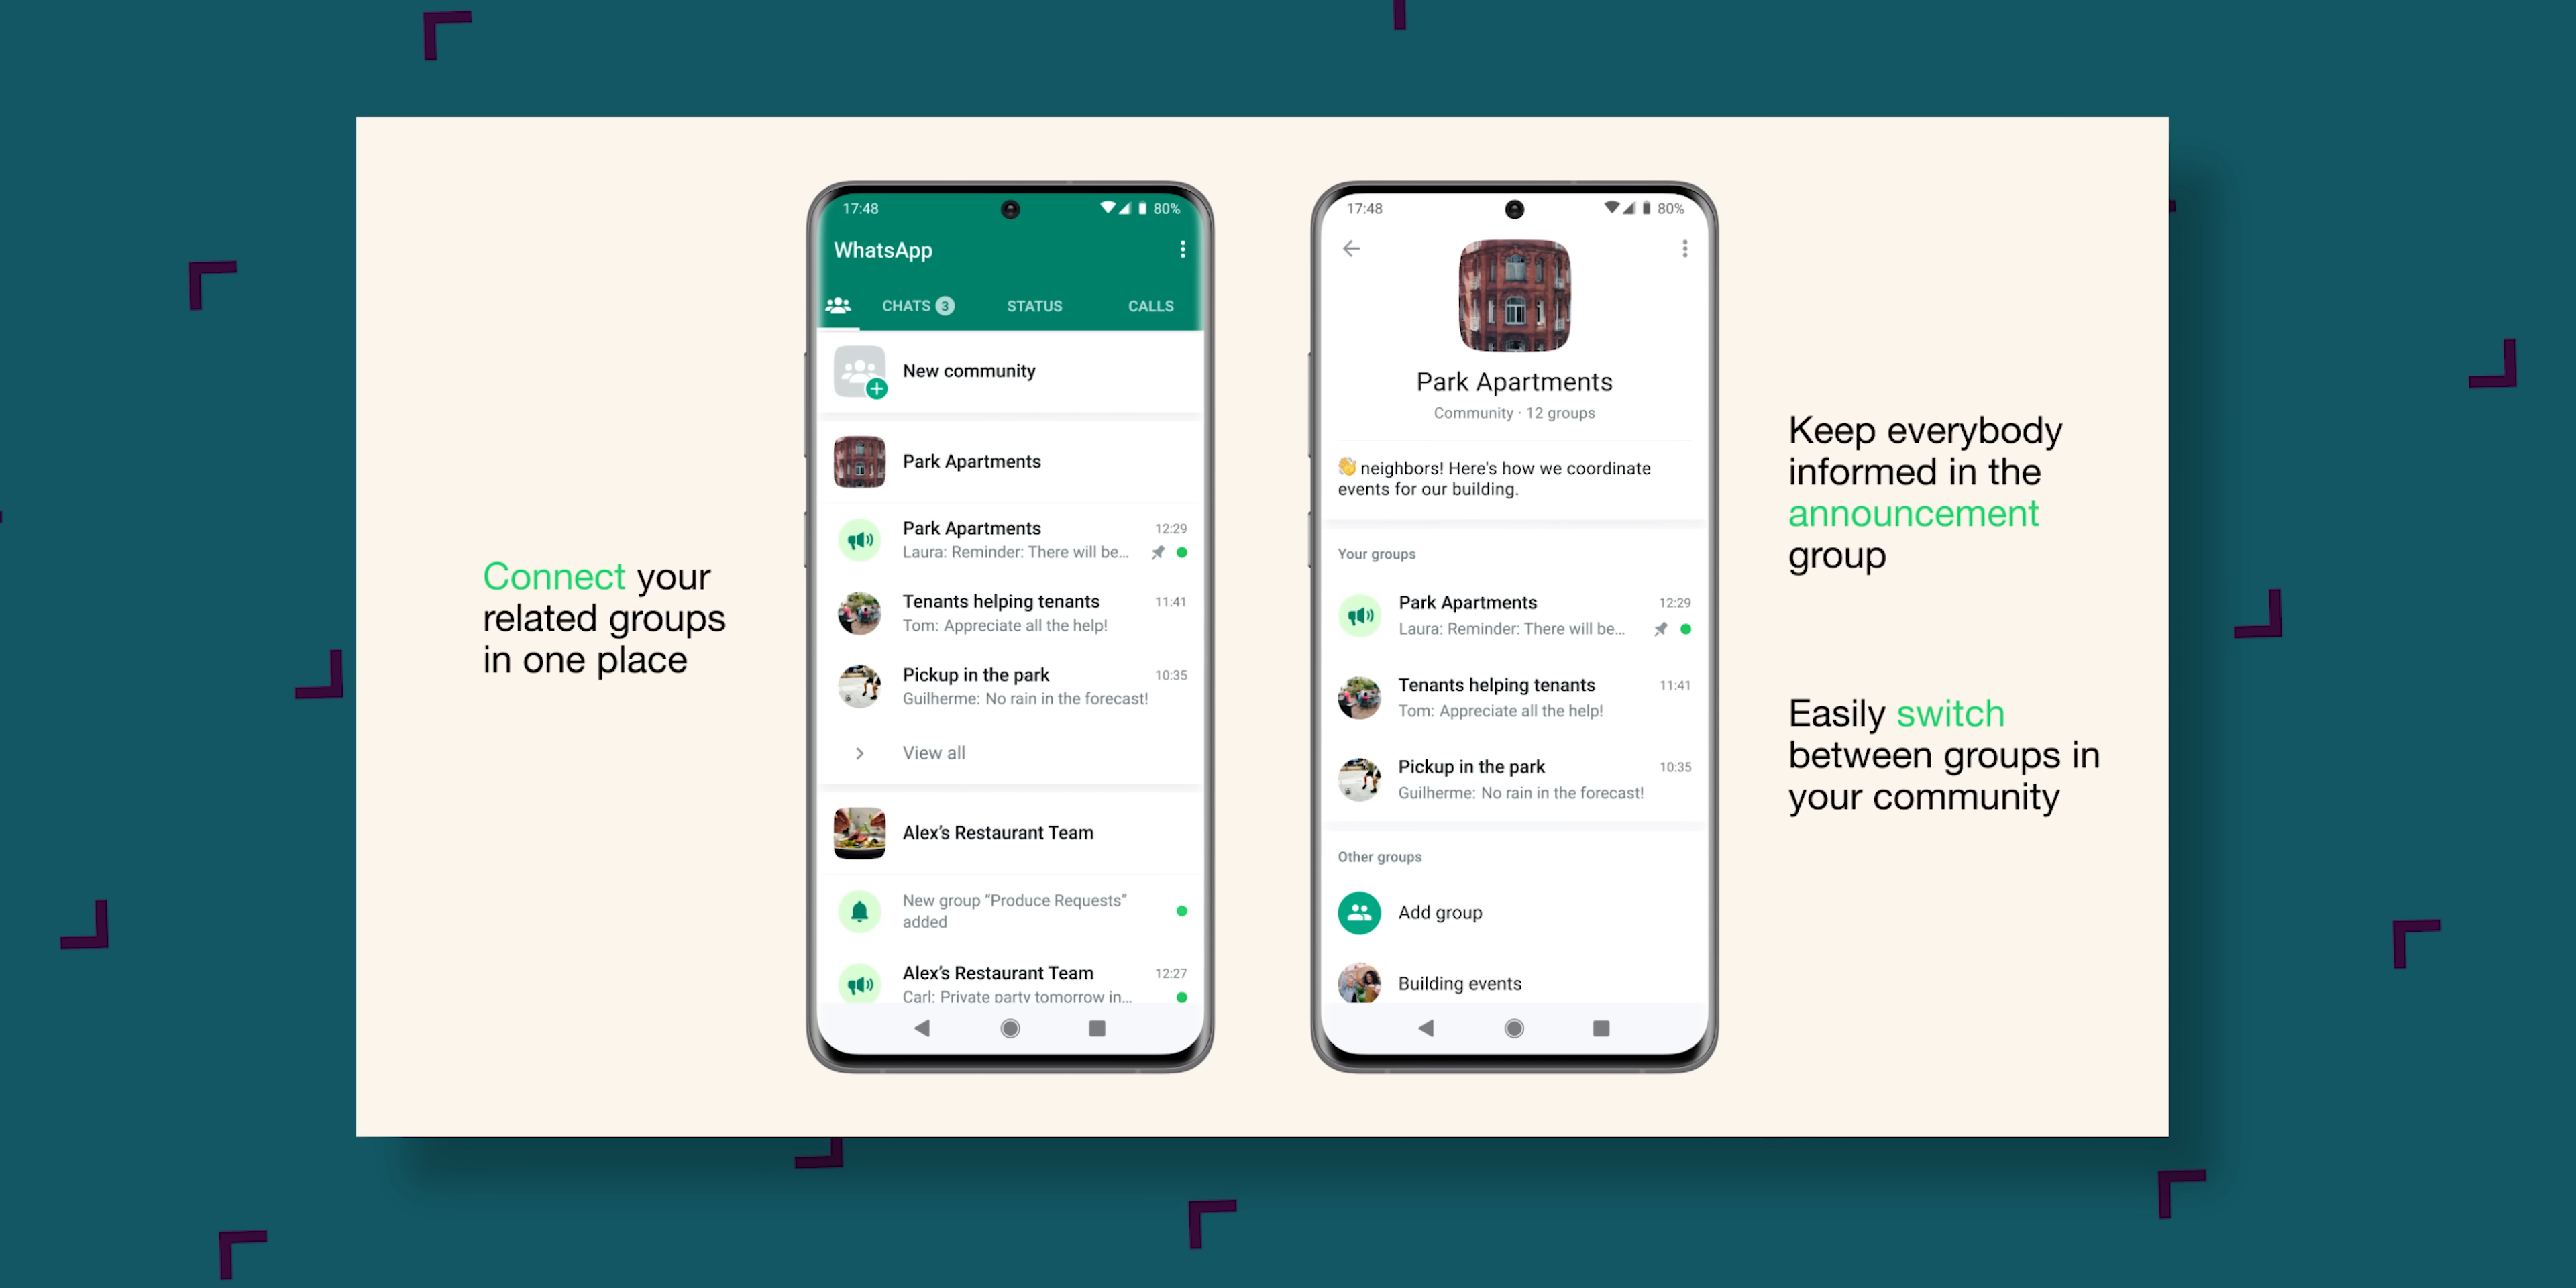 Connect your
related groups
in one place
17:48
80%
WhatsApp
CHATS 3
STATUS
CALLS
New community
Park Apartments
Park Apartments
12:29
Laura: Reminder: There will be...
Tenants helping tenants
11:41
Tom: Appreciate all the help!
Pickup in the park
10:35
Guilherme: No rain in the forecast!
View all
Alex’s Restaurant Team
New group “Produce Requests”
added
Alex’s Restaurant Team
12:27
Carl: Private party tomorrow in...
17:48
80%
Park Apartments
Community · 12 groups
👋 neighbors! Here's how we coordinate
events for our building.
Your groups
Park Apartments
12:29
Laura: Reminder: There will be...
Tenants helping tenants
11:41
Tom: Appreciate all the help!
Pickup in the park
10:35
Guilherme: No rain in the forecast!
Other groups
Add group
Building events
Keep everybody
informed in the
announcement
group
Easily switch
between groups in
your community